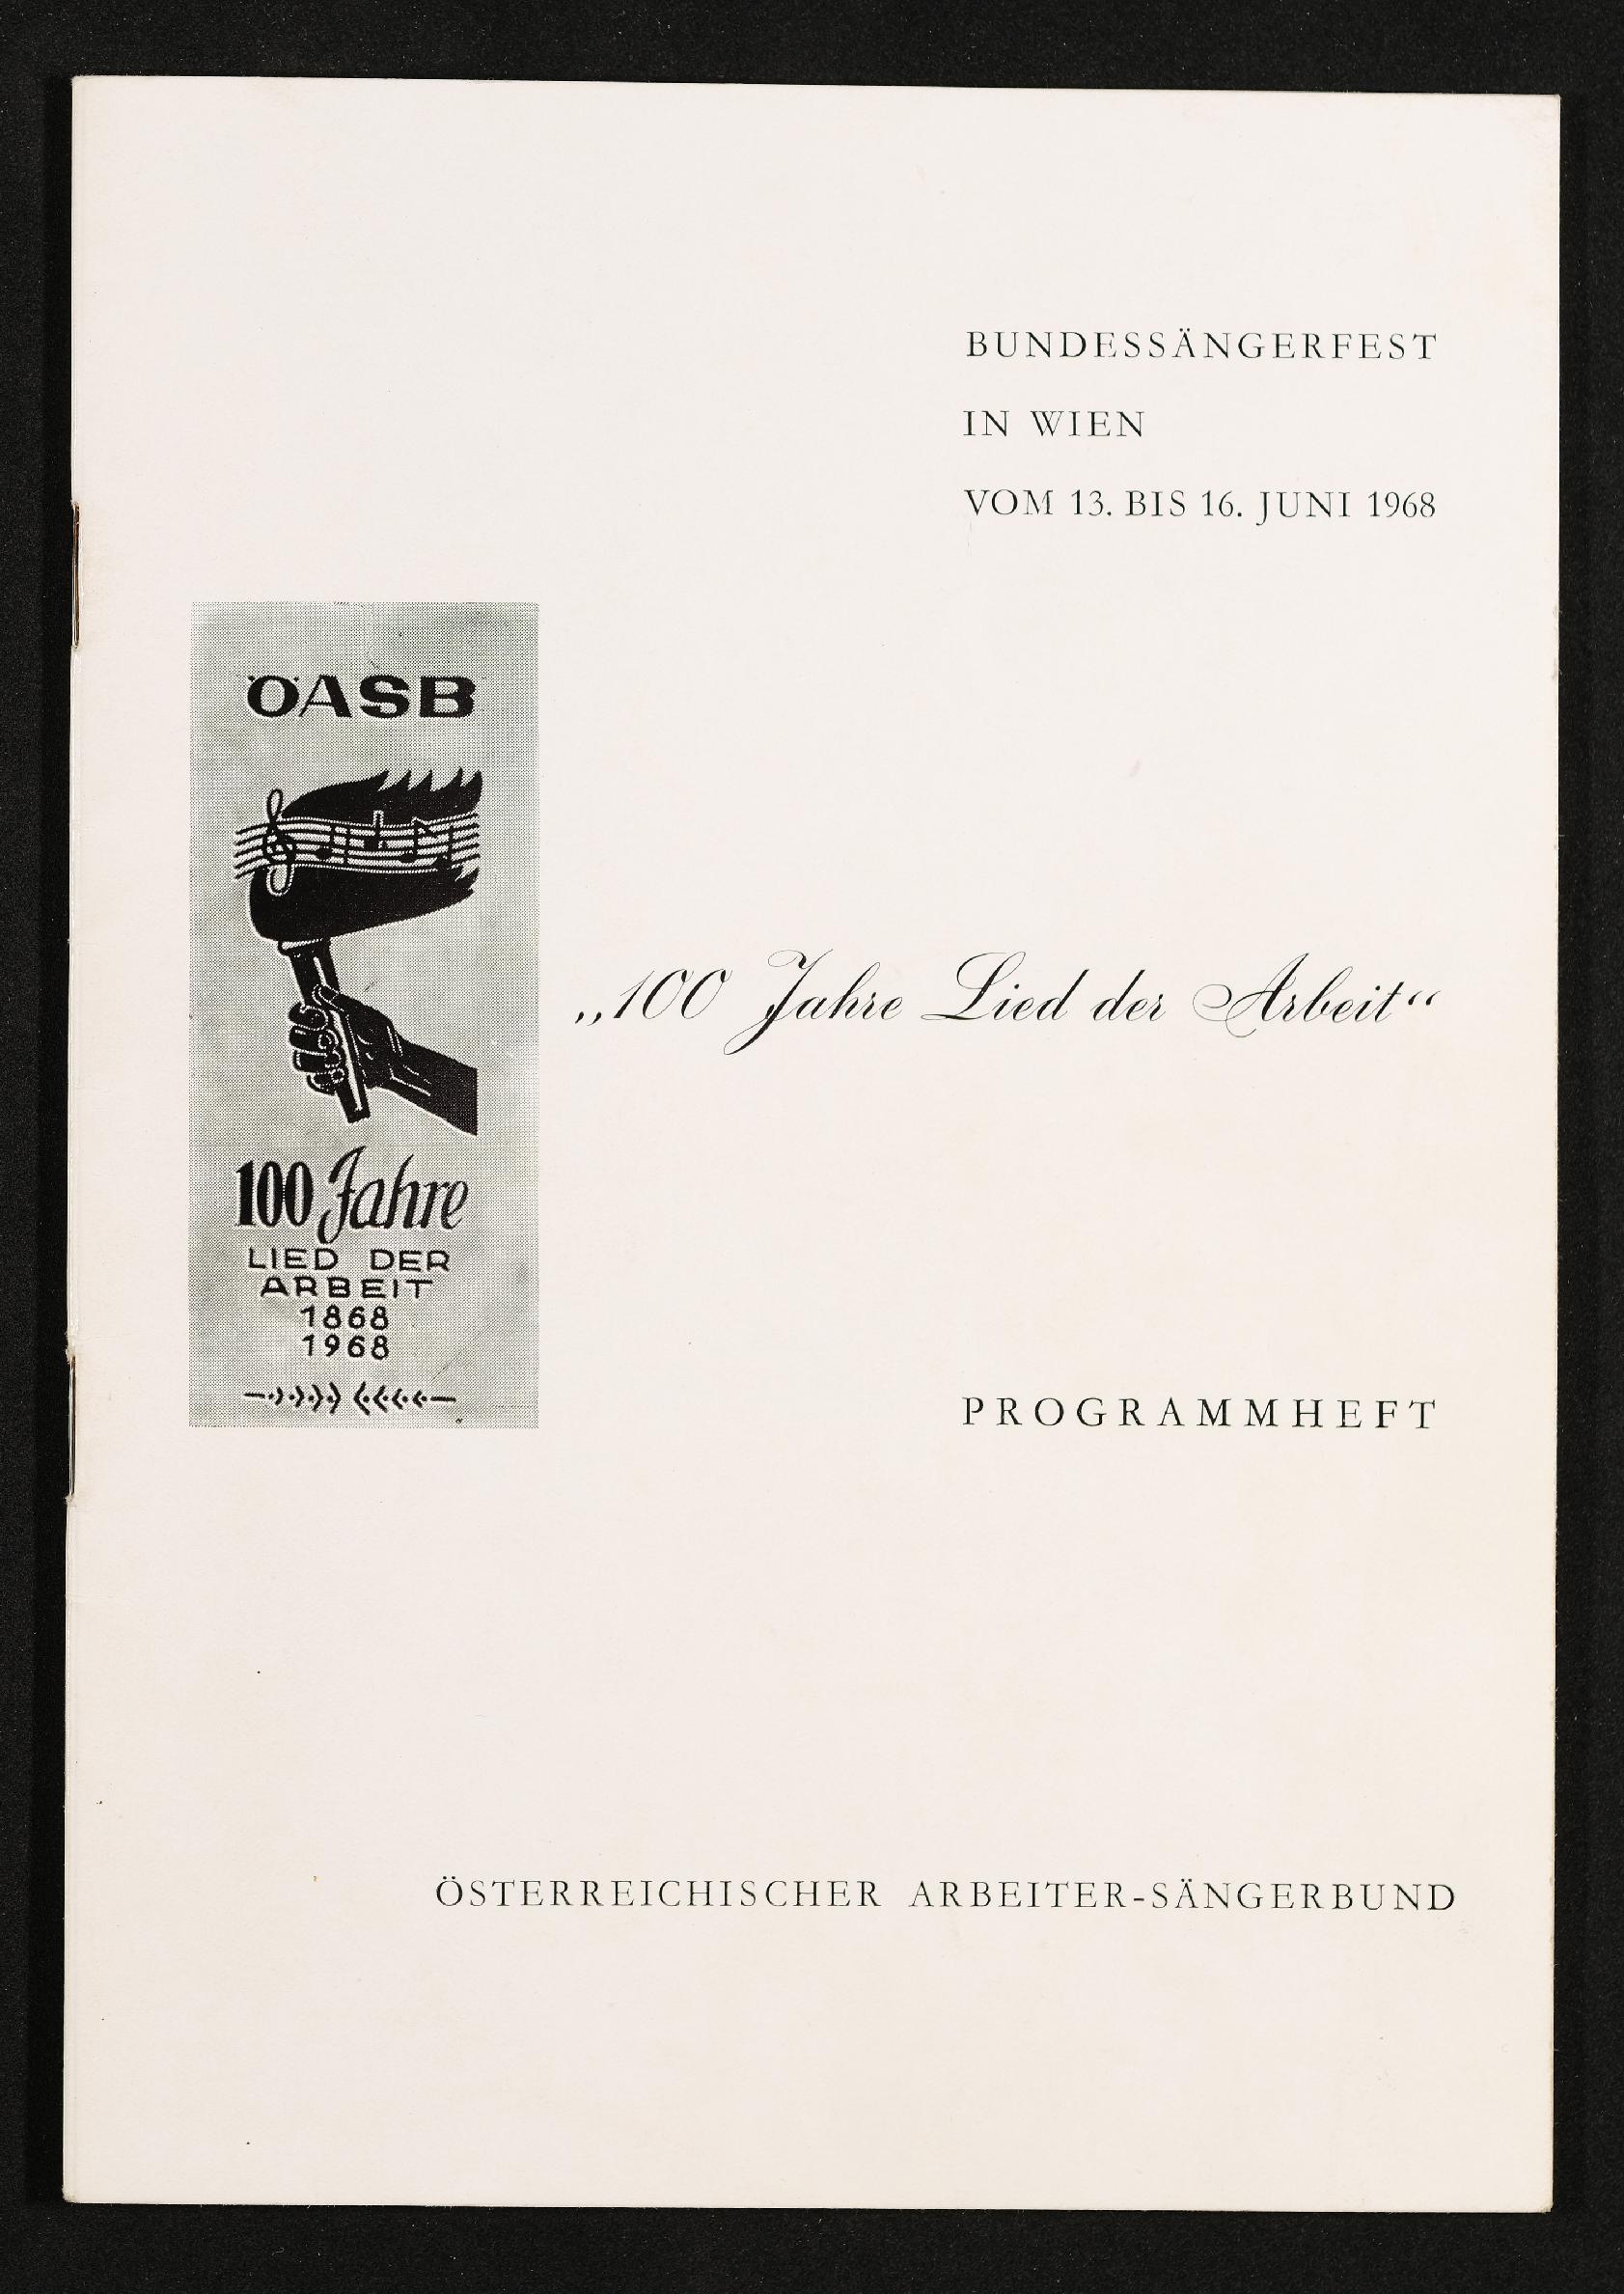 BUNDESSÄNGERFEST
IN WIEN
VOM 13. BIS 16. JUNI 1968
ÖASB
100 Jahre
LIED DER
ARBEIT
1868
1968
„100 Jahre Lied der Arbeit“
PROGRAMMHEFT
ÖSTERREICHISCHER ARBEITER-SÄNGERBUND